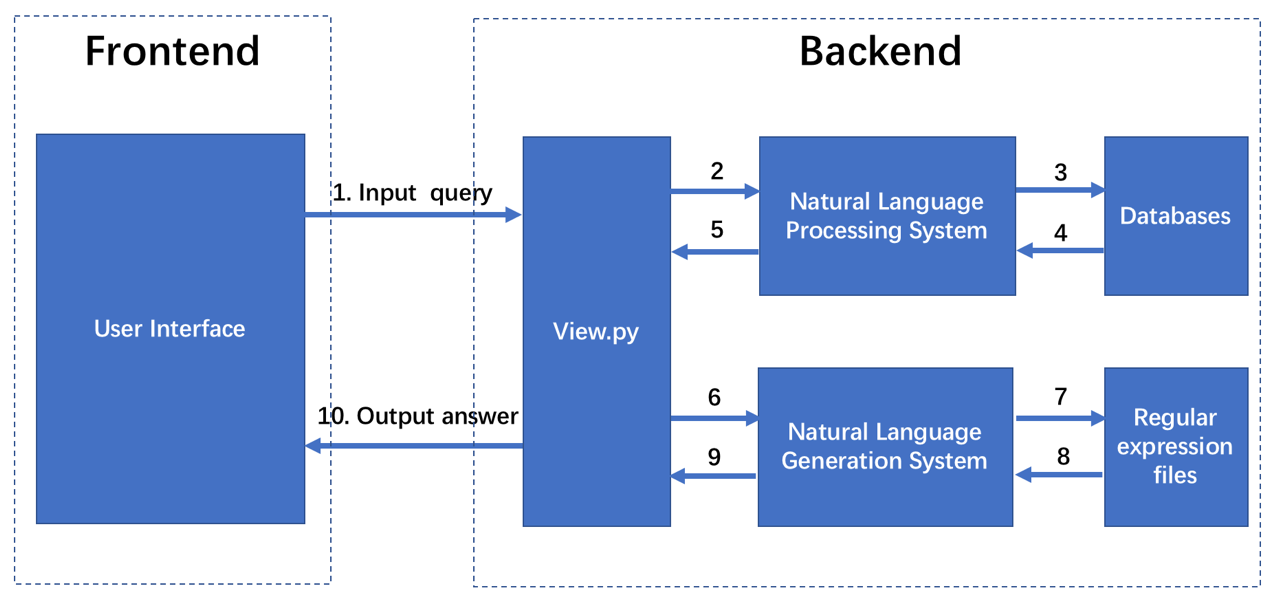 Frontend
Backend
1. Input query
2
3
Natural Language
Processing System
Databases
5
4
User Interface
View.py
10. Output answer
6
7
Natural Language
Generation System
Regular
expression
files
9
8